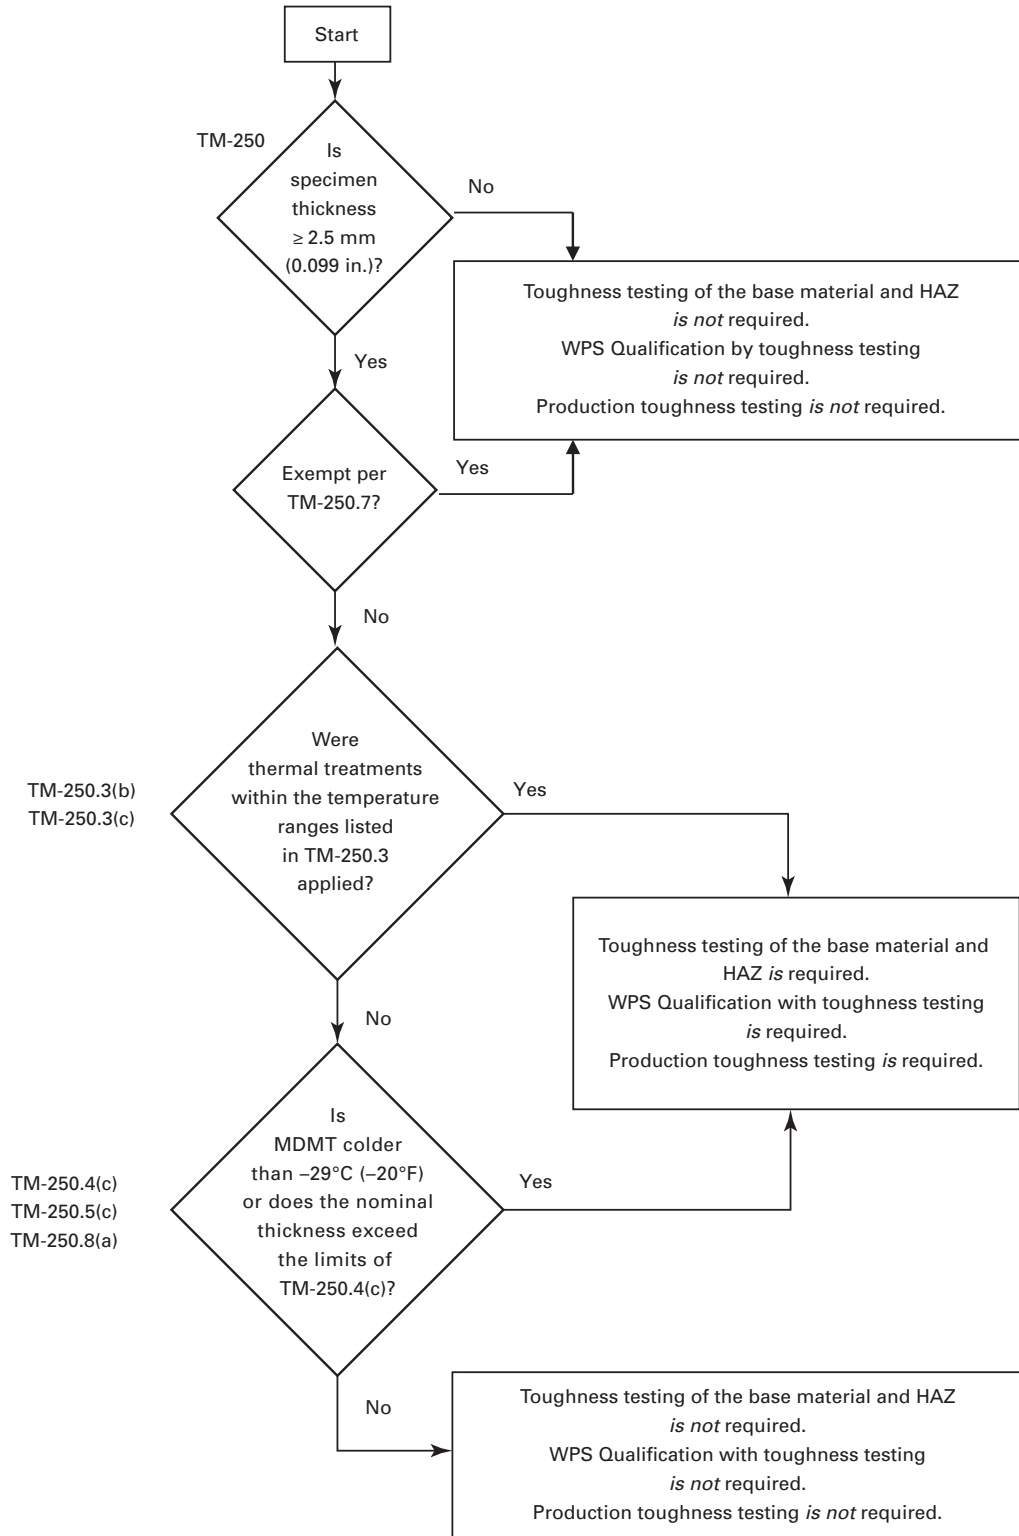 Start
TM-250
Is
specimen
thickness
≥ 2.5 mm
(0.099 in.)?
No
Toughness testing of the base material and HAZ
is not required.
WPS Qualification by toughness testing
is not required.
Production toughness testing is not required.
Yes
Exempt per
TM-250.7?
Yes
No
Were
thermal treatments
within the temperature
ranges listed
in TM-250.3
applied?
TM-250.3(b)
TM-250.3(c)
Yes
Toughness testing of the base material and
HAZ is required.
WPS Qualification with toughness testing
is required.
Production toughness testing is required.
No
Is
MDMT colder
than –29°C (–20°F)
or does the nominal
thickness exceed
the limits of
TM-250.4(c)?
TM-250.4(c)
TM-250.5(c)
TM-250.8(a)
Yes
No
Toughness testing of the base material and HAZ
is not required.
WPS Qualification with toughness testing
is not required.
Production toughness testing is not required.